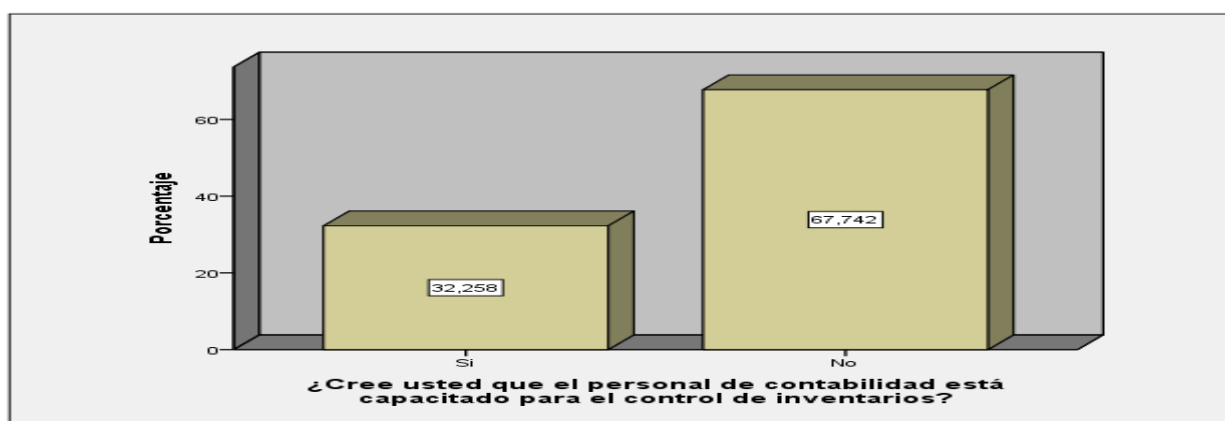 Porcentaje
60
40
20
0
32,258
67,742
Si
No
¿Cree usted que el personal de contabilidad está
capacitado para el control de inventarios?